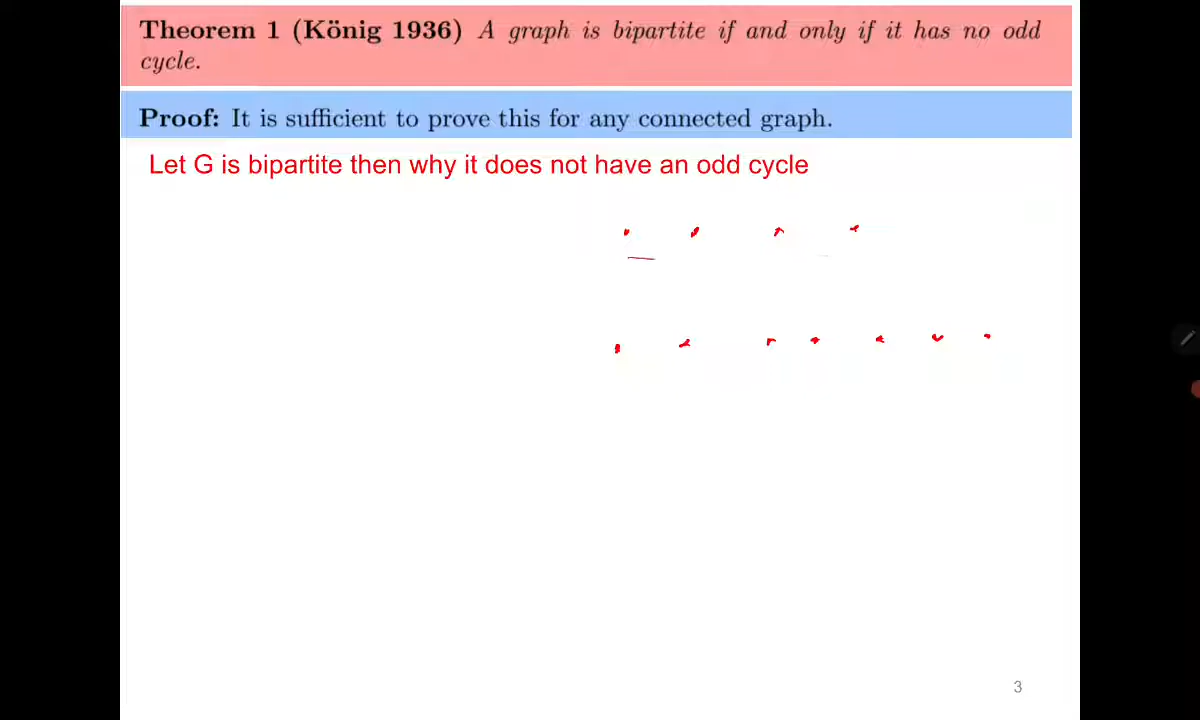 Theorem 1 (König 1936) A graph is bipartite if and only if it has no odd
cycle.
Proof: It is sufficient to prove this for any connected graph.
Let G is bipartite then why it does not have an odd cycle
3